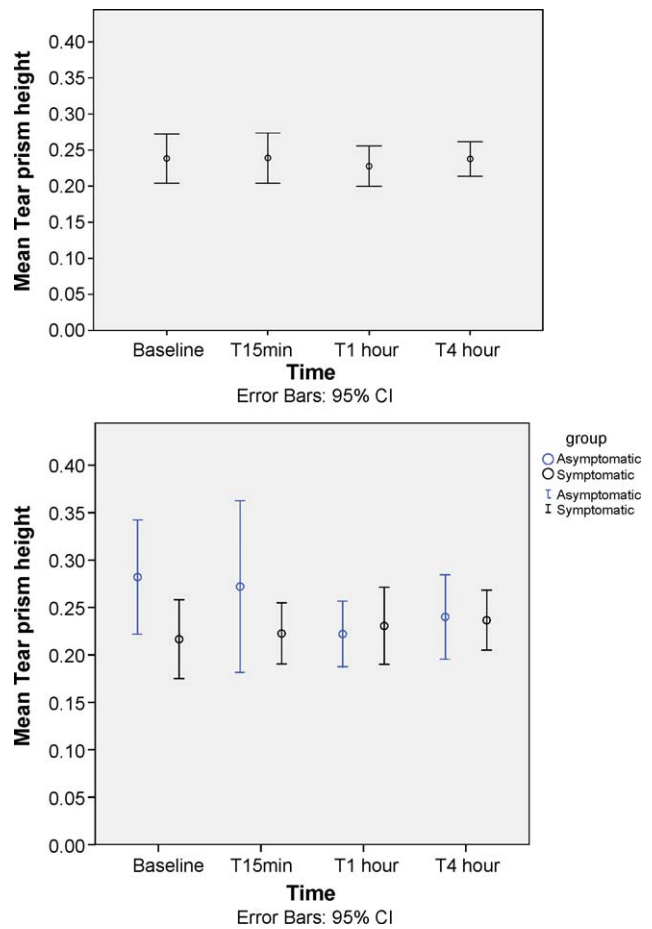 0.40
0.35
0.30
0.25
0.20
0.15
0.10
0.05
0.00
Mean Tear prism height
Baseline T15min T1 hour T4 hour
Time
Error Bars: 95% CI
0.40
0.35
0.30
0.25
0.20
0.15
0.10
0.05
0.00
Mean Tear prism height
Baseline T15min T1 hour T4 hour
Time
Error Bars: 95% CI
group
Asymptomatic
Symptomatic
Asymptomatic
Symptomatic